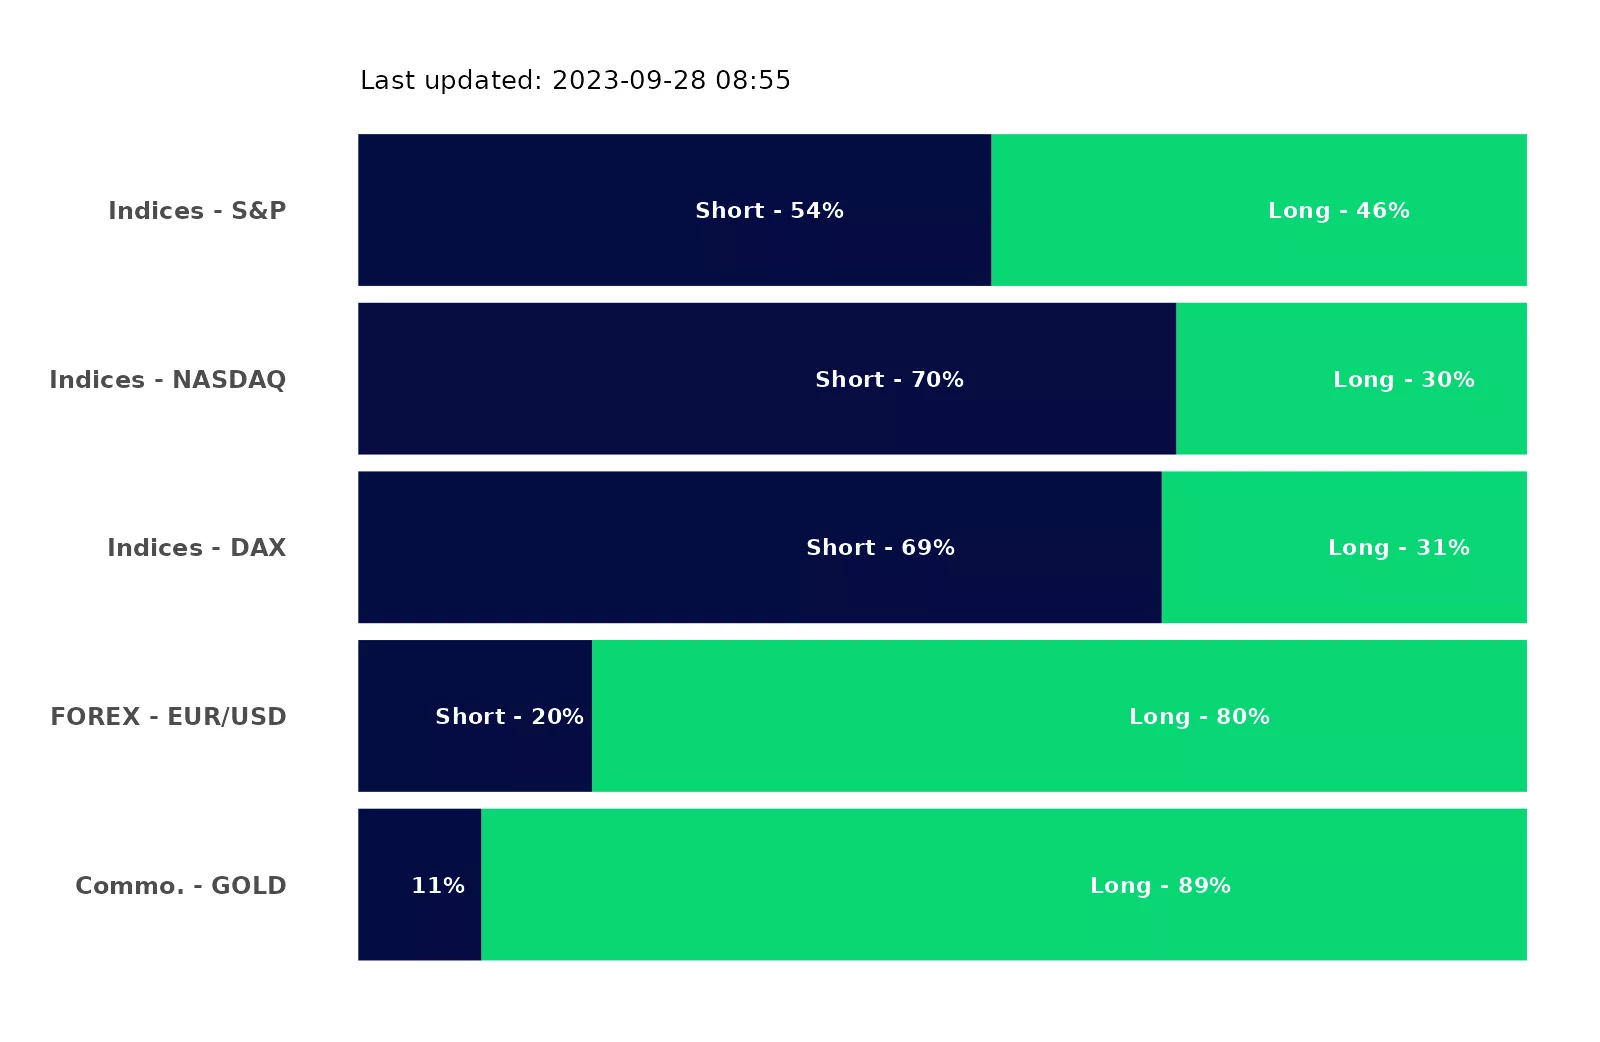 Last updated: 2023-09-28 08:55
Indices - S&P Short - 54% Long - 46%
Indices - NASDAQ Short - 70% Long - 30%
Indices - DAX Short - 69% Long - 31%
FOREX - EUR/USD Short - 20% Long - 80%
Commo. - GOLD 11% Long - 89%